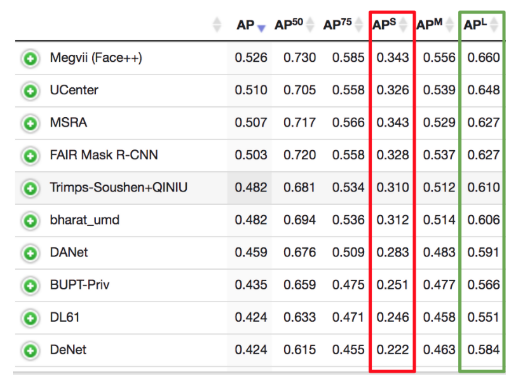 AP AP50 AP75 APS APM APL
Megvii (Face++) 0.526 0.730 0.585 0.343 0.556 0.660
UCenter 0.510 0.705 0.558 0.326 0.539 0.648
MSRA 0.507 0.717 0.566 0.343 0.529 0.627
FAIR Mask R-CNN 0.503 0.720 0.558 0.328 0.537 0.627
Trimps-Soushen+QINIU 0.482 0.681 0.534 0.310 0.512 0.610
bharat_umd 0.482 0.694 0.536 0.312 0.514 0.606
DANet 0.459 0.676 0.509 0.283 0.483 0.591
BUPT-Priv 0.435 0.659 0.475 0.251 0.477 0.566
DL61 0.424 0.633 0.471 0.246 0.458 0.551
DeNet 0.424 0.615 0.455 0.222 0.463 0.584